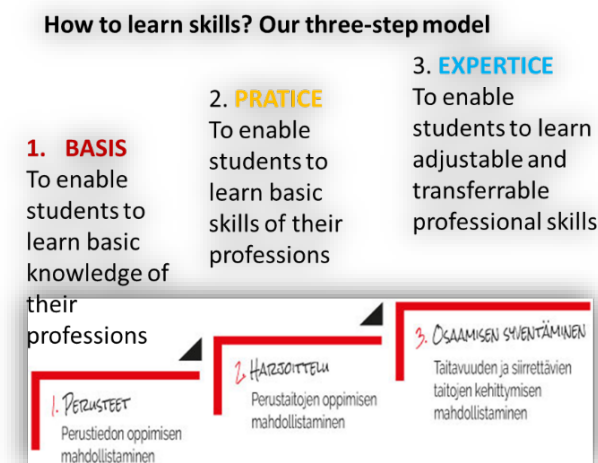 How to learn skills? Our three-step model
1. BASIS
To enable
students to
learn basic
knowledge of
their
professions
2. PRATICE
To enable
students to
learn basic
skills of their
professions
3. EXPERTICE
To enable
students to learn
adjustable and
transferrable
professional skills
1. PERUSTEET
Perustiedon oppimisen
mahdollistaminen
2. HARJOITTELU
Perustaitojen oppimisen
mahdollistaminen
3. OSAAMISEN SYVENTÄMINEN
Taitavuuden ja siirrettävien
taitojen kehittymisen
mahdollistaminen